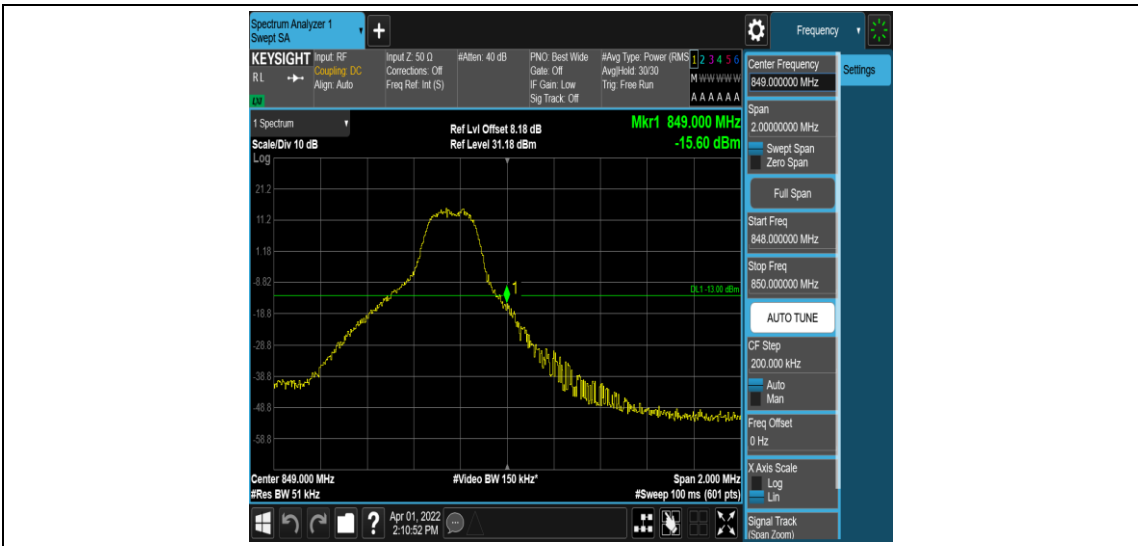 Spectrum Analyzer 1
Swept SA
+
Frequency
KEYSIGHT
RL
LXI
Input: RF
Coupling: DC
Align: Auto
Input Z: 50 Ω
Corrections: Off
Freq Ref: Int (S)
#Atten: 40 dB
PNO: Best Wide
Gate: Off
IF Gain: Low
Sig Track: Off
#Avg Type: Power (RMS
Avg|Hold: 30/30
Trig: Free Run
1 2 3 4 5 6
M W W W W W
A A A A A A
Center Frequency
849.000000 MHz
Settings
Span
2.00000000 MHz
Swept Span
Zero Span
Full Span
Start Freq
848.000000 MHz
Stop Freq
850.000000 MHz
AUTO TUNE
CF Step
200.000 kHz
Auto
Man
Freq Offset
0 Hz
X Axis Scale
Log
Lin
Signal Track
(Span Zoom)
1 Spectrum
Scale/Div 10 dB
Log
Ref Lvl Offset 8.18 dB
Ref Level 31.18 dBm
Mkr1 849.000 MHz
-15.60 dBm
21.2
11.2
1.18
-8.82
-18.8
-28.8
-38.8
-48.8
-58.8
1
DL1 -13.00 dBm
Center 849.000 MHz
#Res BW 51 kHz
#Video BW 150 kHz*
Span 2.000 MHz
#Sweep 100 ms (601 pts)
?
Apr 01, 2022
2:10:52 PM